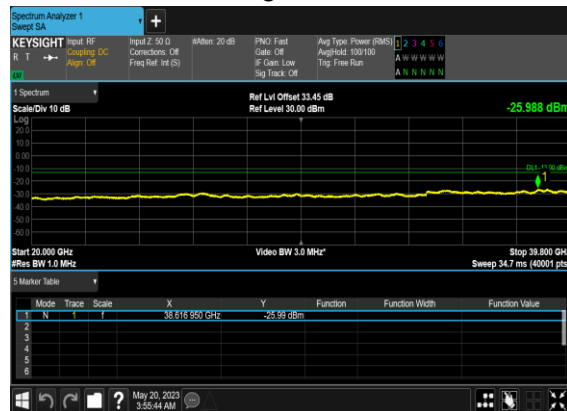 Spectrum Analyzer 1
Swept SA
KEYSIGHT Input: RF Input Z: 50 Ω #Atten: 20 dB PNO: Fast Avg Type: Power (RMS) 1 2 3 4 5 6
R T Coupling: DC Corrections: Off Gate: Off Avg|Hold: 100/100 A W W W W W
Align: Off Freq Ref: Int (S) IF Gain: Low Trig: Free Run
LV Sig Track: Off A N N N N N
1 Spectrum Ref Lvl Offset 33.45 dB
Scale/Div 10 dB Ref Level 30.00 dBm -25.988 dBm
Log
20.0
10.0
0.00
-10.0
DL1 -13.00 dBm
1
-20.0
-30.0
-40.0
-50.0
-60.0
Start 20.000 GHz Video BW 3.0 MHz* Stop 39.800 GHz
#Res BW 1.0 MHz Sweep 34.7 ms (40001 pts
5 Marker Table
Mode Trace Scale X Y Function Function Width Function Value
1 N 1 f 38.616 950 GHz -25.99 dBm
2
3
4
5
6
? May 20, 2023
3:55:44 AM